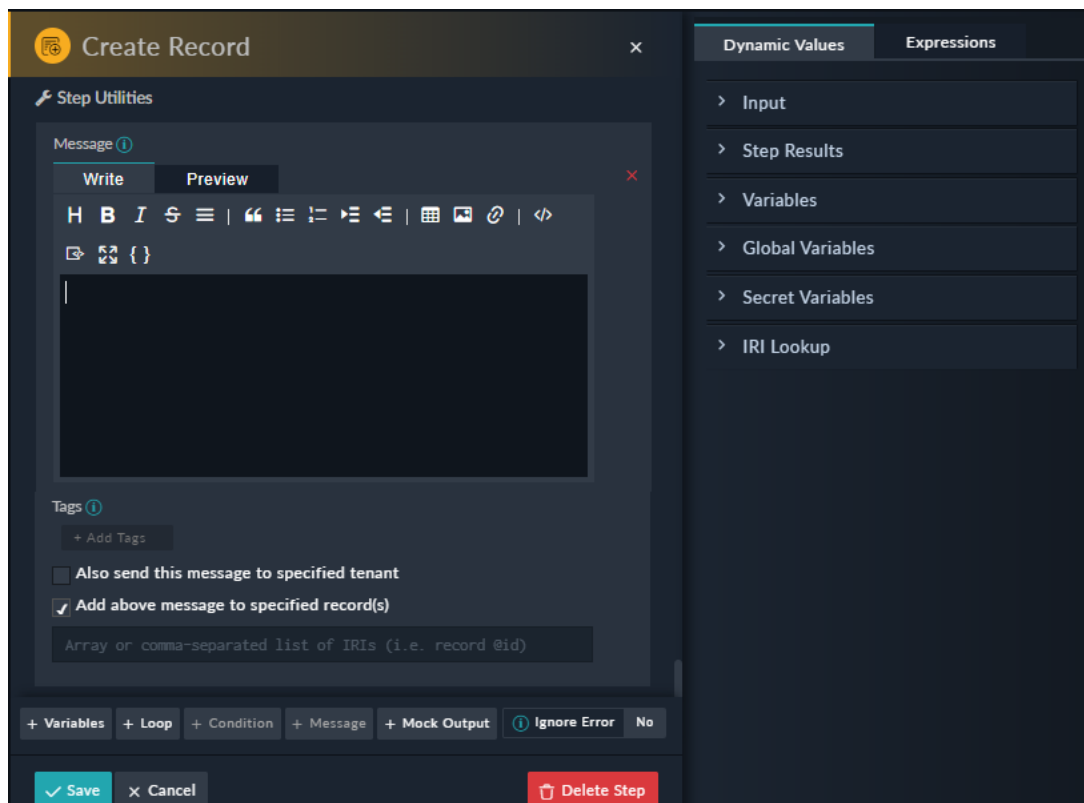 Create Record
Step Utilities
Message
Write Preview
Tags
+ Add Tags
Also send this message to specified tenant
Add above message to specified record(s)
Array or comma-separated list of IRIs (i.e. record @id)
+ Variables + Loop + Condition + Message + Mock Output Ignore Error No
Save Cancel Delete Step
Dynamic Values Expressions
Input
Step Results
Variables
Global Variables
Secret Variables
IRI Lookup